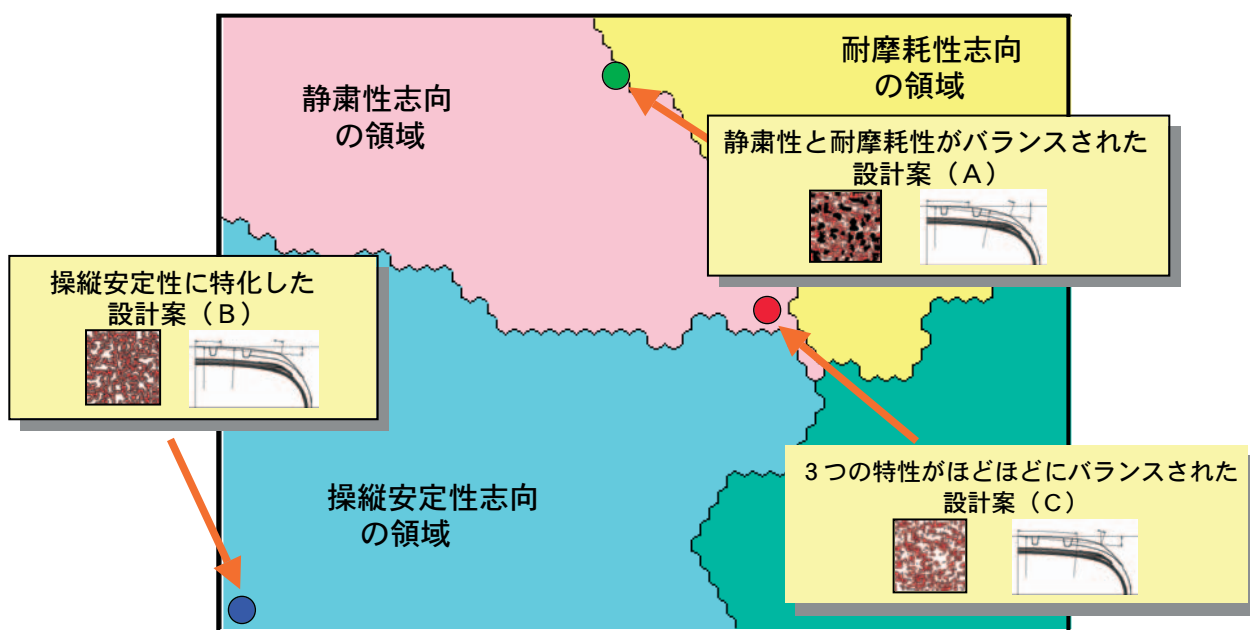 静粛性志向
の領域
耐摩耗性志向
の領域
静粛性と耐摩耗性がバランスされた
設計案（A）
操縦安定性に特化した
設計案（B）
3つの特性がほどほどにバランスされた
設計案（C）
操縦安定性志向
の領域